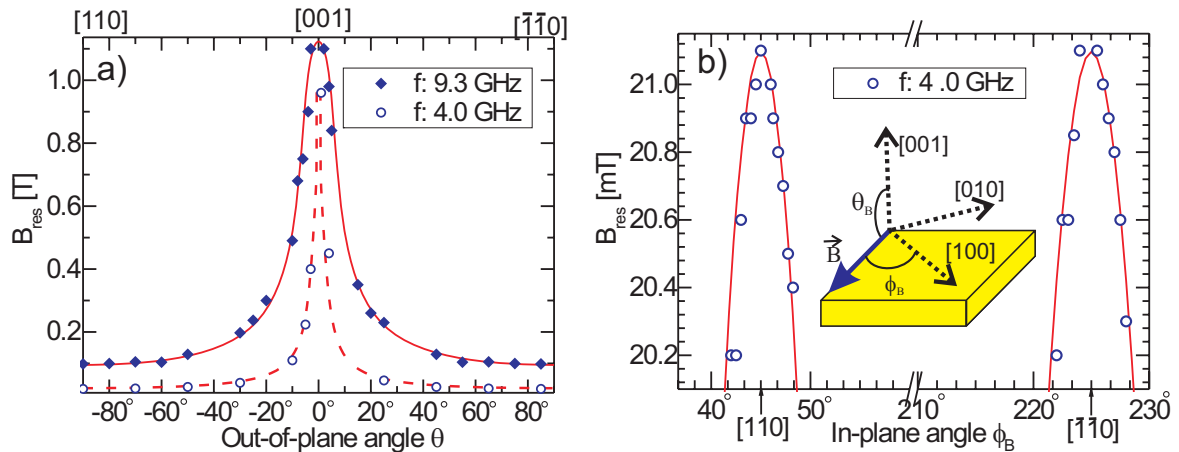 [110] [001] [1̅1̅0]
a)
f: 9.3 GHz
f: 4.0 GHz
B_res [T]
1.0
0.8
0.6
0.4
0.2
-80° -60° -40° -20° 0° 20 40° 60° 80°
Out-of-plane angle θ
b)
f: 4 .0 GHz
B_res [mT]
21.0
20.8
20.6
20.4
20.2
[001]
[010]
θ_B
[100]
B⃗
ϕ_B
40° 50° 210° 220° 230°
[110] In-plane angle ϕ_B [1̅1̅0]